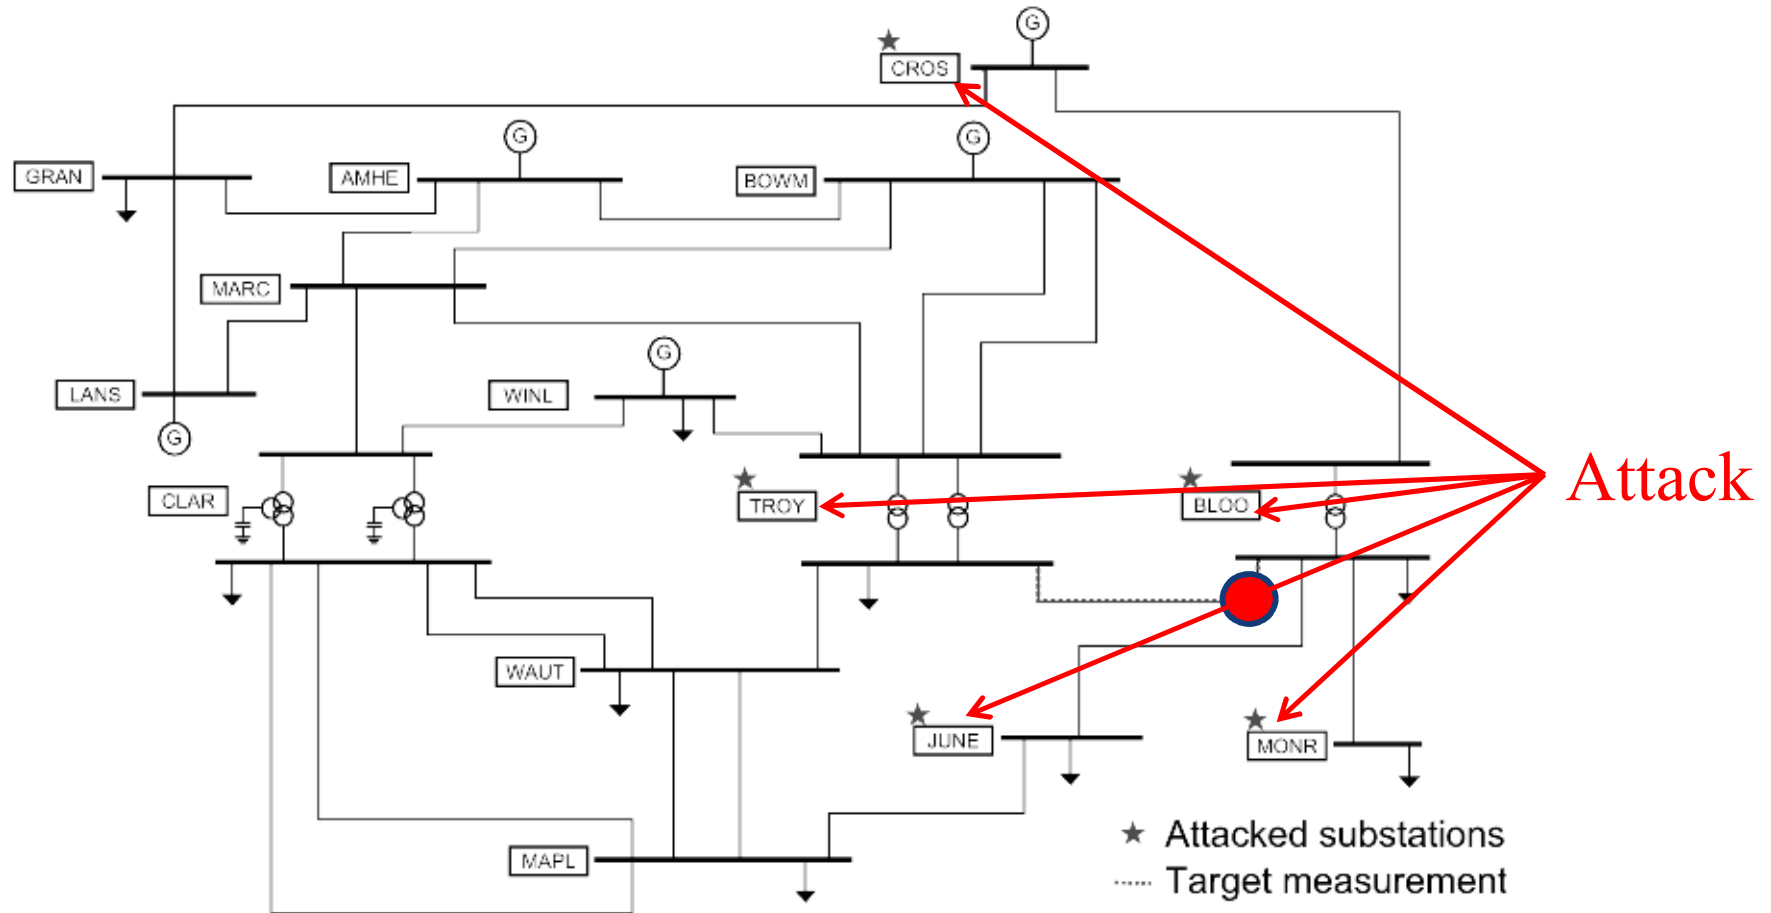 G
CROS
G
G
GRAN
AMHE
BOWM
MARC
G
LANS
WINL
G
Attack
CLAR
TROY
BLOO
WAUT
JUNE
MONR
Attacked substations
MAPL
Target measurement